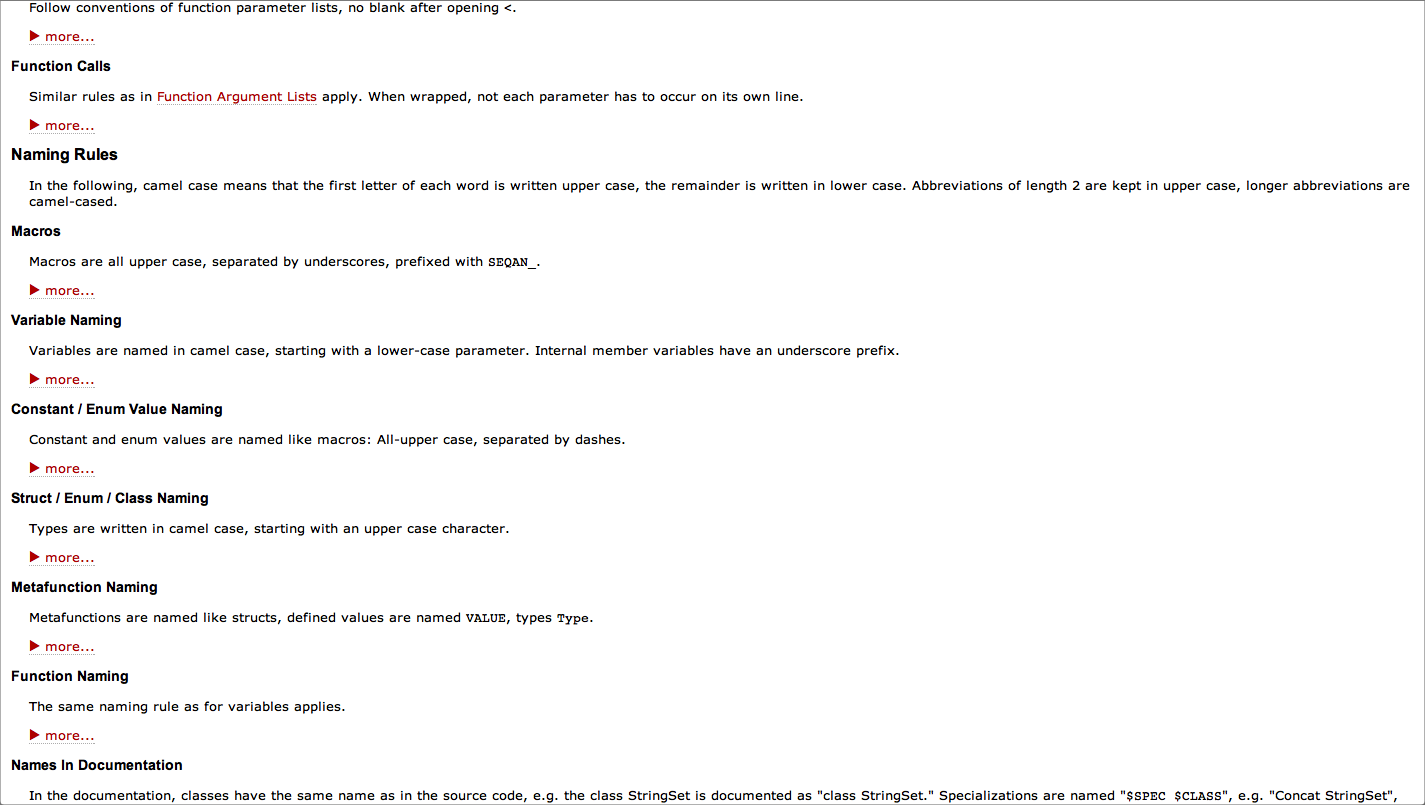 Follow conventions of function parameter lists, no blank after opening <.
▶ more...
Function Calls
Similar rules as in Function Argument Lists apply. When wrapped, not each parameter has to occur on its own line.
▶ more...
Naming Rules
In the following, camel case means that the first letter of each word is written upper case, the remainder is written in lower case. Abbreviations of length 2 are kept in upper case, longer abbreviations are
camel-cased.
Macros
Macros are all upper case, separated by underscores, prefixed with SEQAN_.
▶ more...
Variable Naming
Variables are named in camel case, starting with a lower-case parameter. Internal member variables have an underscore prefix.
▶ more...
Constant / Enum Value Naming
Constant and enum values are named like macros: All-upper case, separated by dashes.
▶ more...
Struct / Enum / Class Naming
Types are written in camel case, starting with an upper case character.
▶ more...
Metafunction Naming
Metafunctions are named like structs, defined values are named VALUE, types Type.
▶ more...
Function Naming
The same naming rule as for variables applies.
▶ more...
Names In Documentation
In the documentation, classes have the same name as in the source code, e.g. the class StringSet is documented as "class StringSet." Specializations are named "$SPEC $CLASS", e.g. "Concat StringSet",